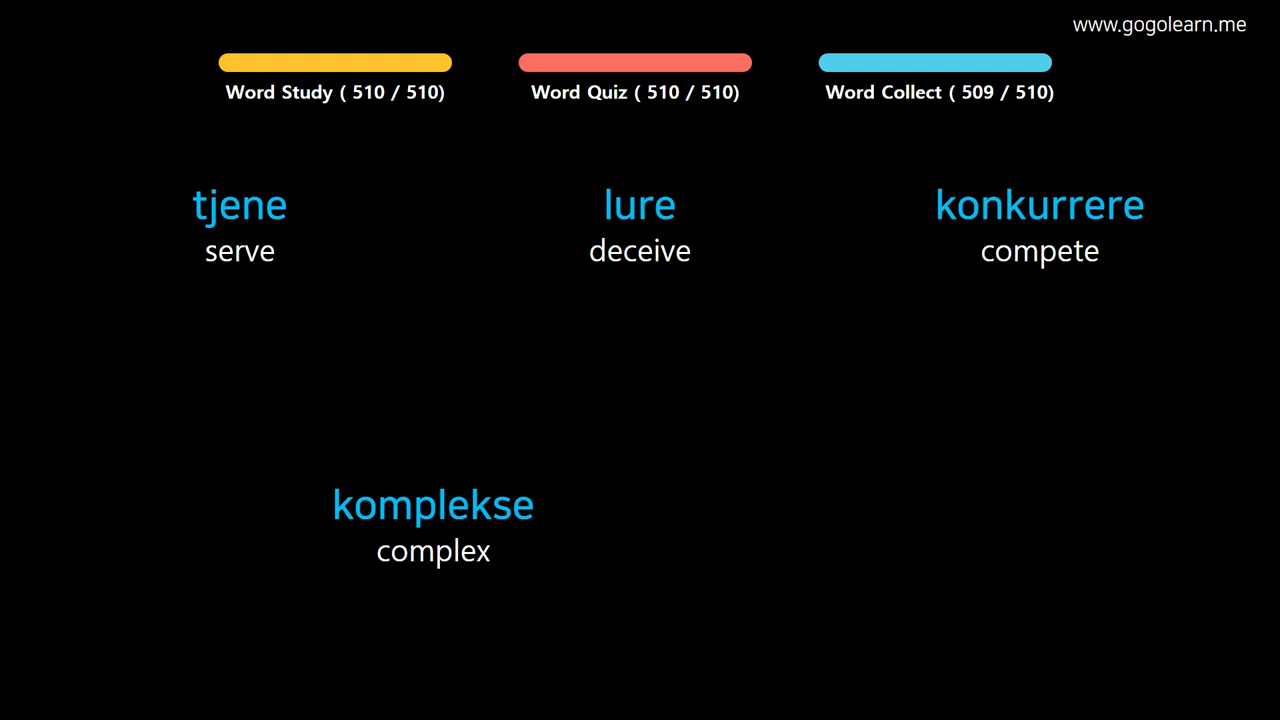 www.gogolearn.me
Word Study ( 510 / 510)
Word Quiz ( 510 / 510)
Word Collect ( 509 / 510)
tjene
serve
lure
deceive
konkurrere
compete
komplekse
complex